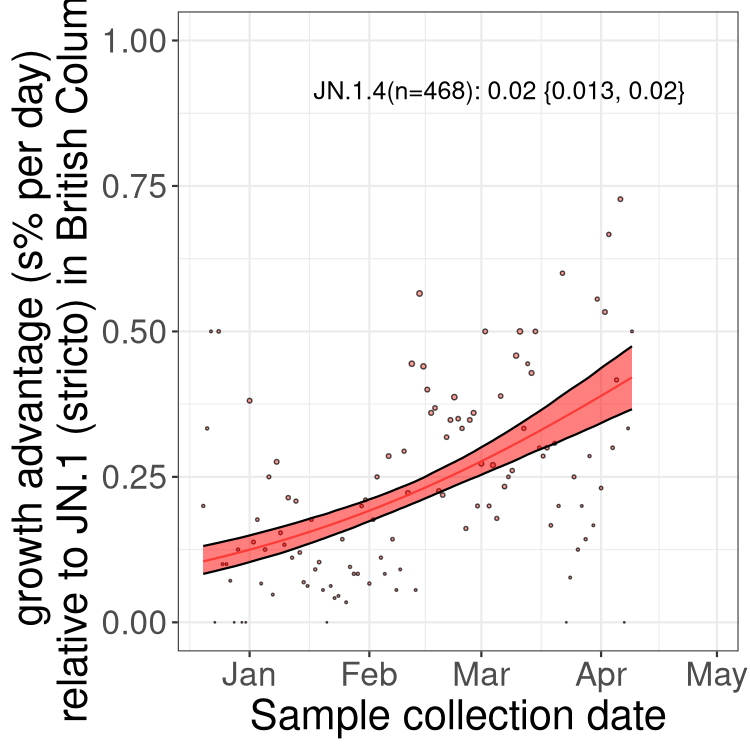 growth advantage (s% per day)
relative to JN.1 (stricto) in British Colum
1.00
0.75
0.50
0.25
0.00
JN.1.4(n=468): 0.02 {0.013, 0.02}
Jan Feb Mar Apr May
Sample collection date